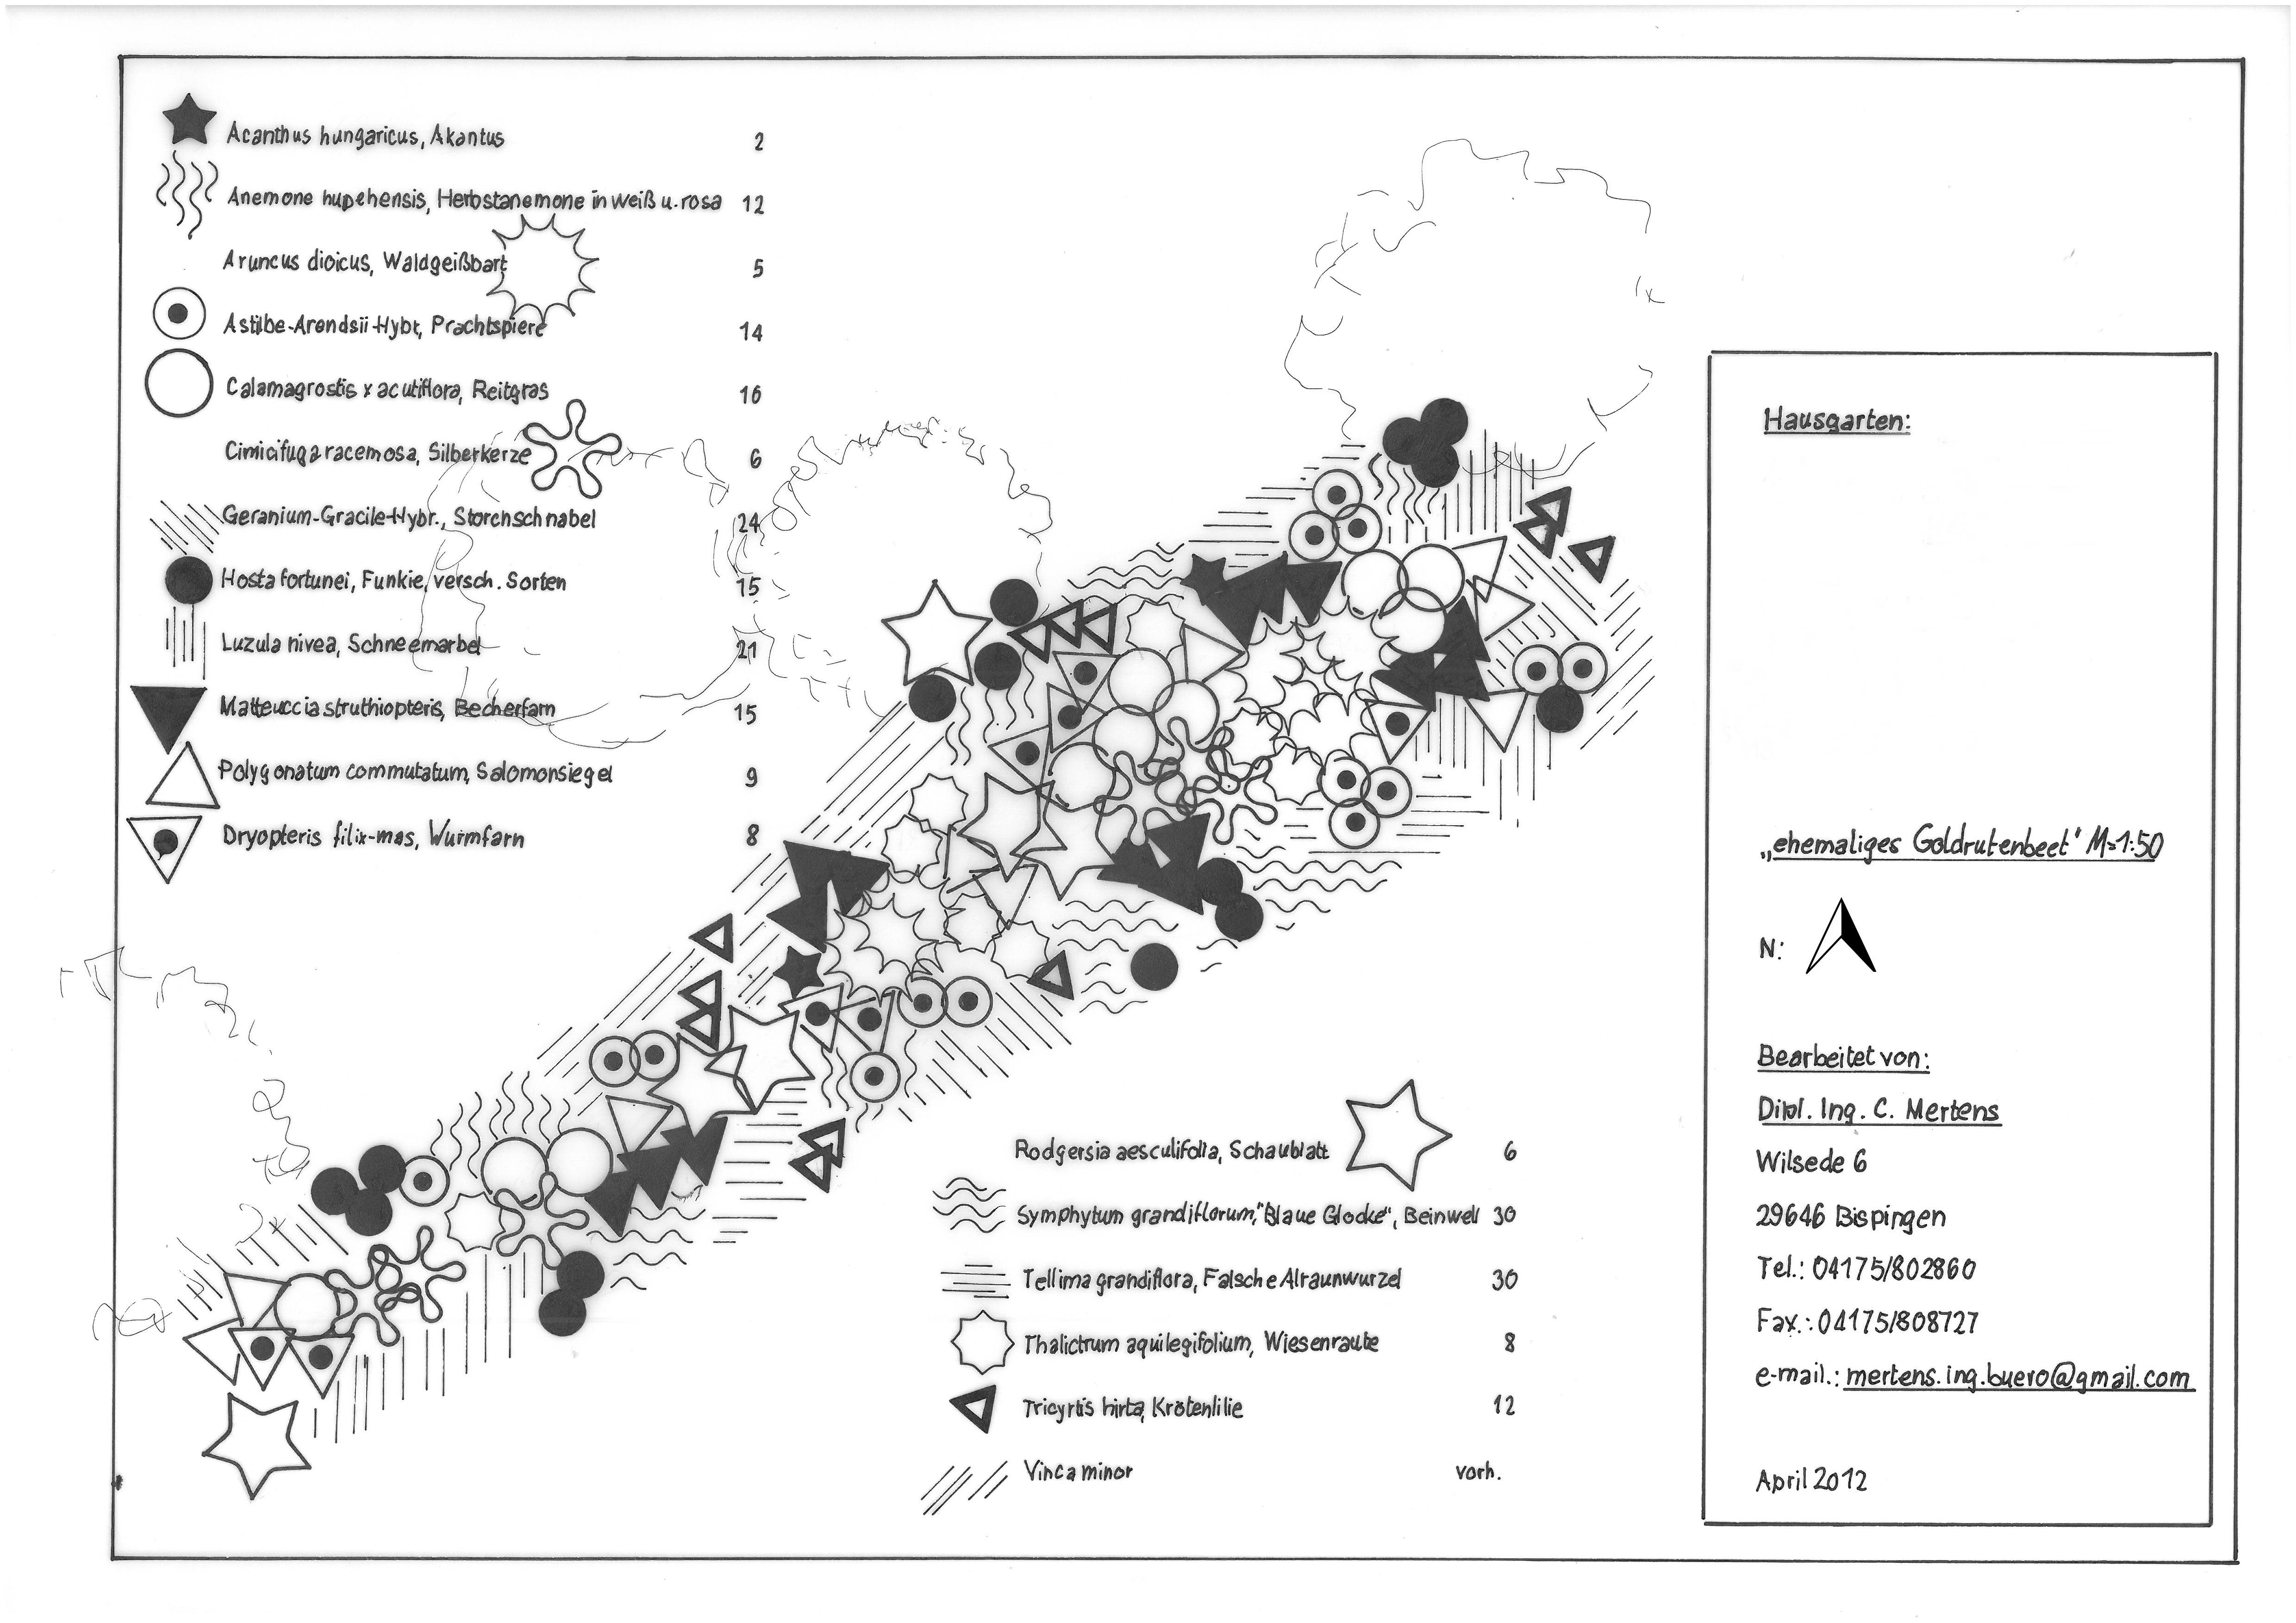 Acanthus hungaricus, Akantus 2
Anemone hupehensis, Herbstanemone in weiß u. rosa 12
Aruncus dioicus, Waldgeißbart 5
Astilbe-Arendsii-Hybr, Prachtspiere 14
Calamagrostis x acutiflora, Reitgras 16
Cimicifuga racemosa, Silberkerze 6
Geranium-Gracile-Hybr., Storchschnabel 24
Hosta fortunei, Funkie, versch. Sorten 15
Luzula nivea, Schneemarbel 21
Matteuccia struthiopteris, Becherfarn 15
Polygonatum commutatum, Salomonsiegel 9
Dryopteris filix-mas, Wurmfarn 8
Rodgersia aesculifolia, Schaublatt 6
Symphytum grandiflorum, "Blaue Glocke", Beinwell 30
Tellima grandiflora, Falsche Alraunwurzel 30
Thalictrum aquilegifolium, Wiesenraute 8
Tricyrtis hirta, Krötenlilie 12
Vinca minor vorh.
Hausgarten:
„ehemaliges Goldrutenbeet" M=1:50
N:
Bearbeitet von:
Dipl. Ing. C. Mertens
Wilsede 6
29646 Bispingen
Tel.: 04175/802860
Fax.: 04175/808727
e-mail.: mertens.ing.buero@gmail.com
April 2012